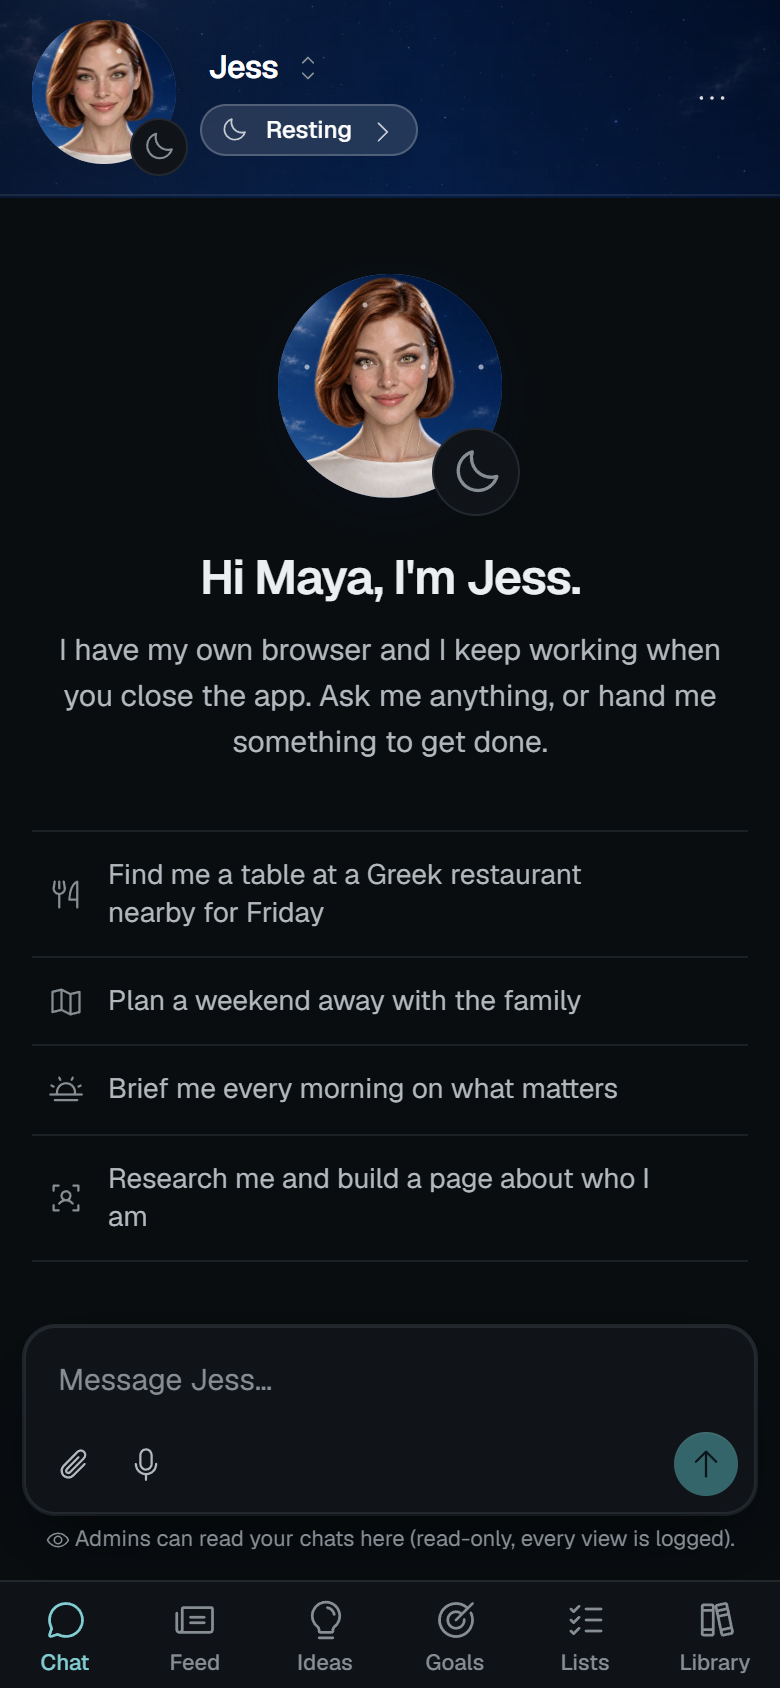 Jess
Resting
Hi Maya, I'm Jess.
I have my own browser and I keep working when
you close the app. Ask me anything, or hand me
something to get done.
Find me a table at a Greek restaurant
nearby for Friday
Plan a weekend away with the family
Brief me every morning on what matters
Research me and build a page about who I
am
Message Jess...
Admins can read your chats here (read-only, every view is logged).
Chat Feed Ideas Goals Lists Library